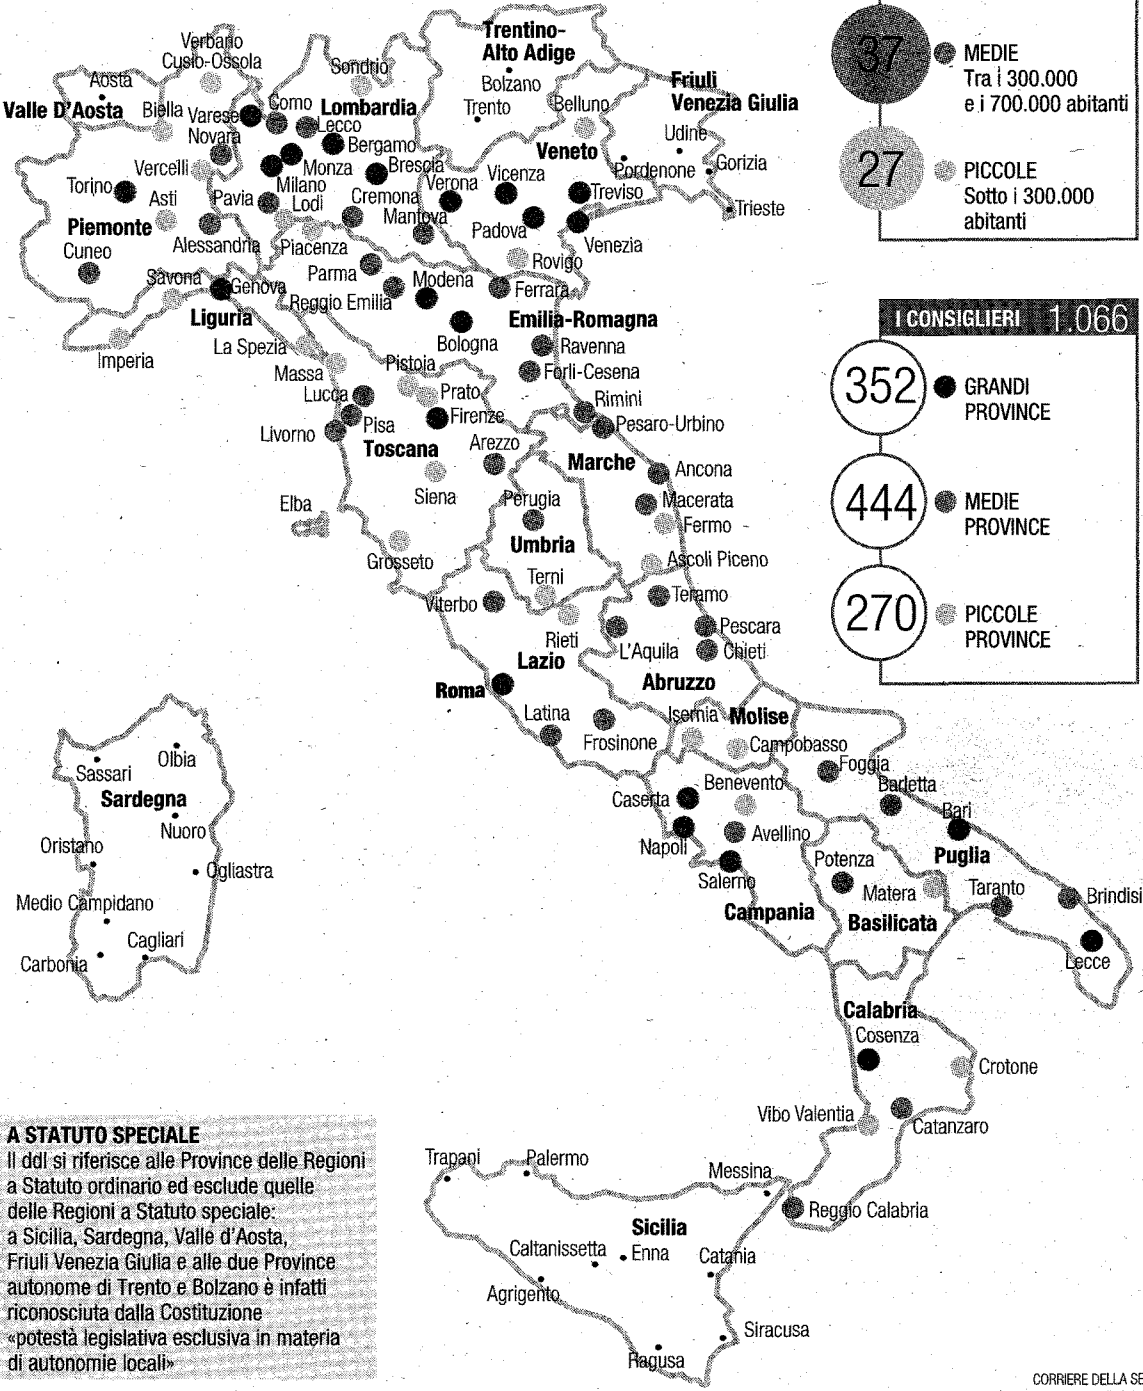 37
MEDIE
Tra i 300.000
e i 700.000 abitanti
27
PICCOLE
Sotto i 300.000
abitanti
I CONSIGLIERI 1.066
352
GRANDI
PROVINCE
444
MEDIE
PROVINCE
270
PICCOLE
PROVINCE
Trentino-
Alto Adige
Bolzano
Trento
Verbano
Cusio-Ossola
Sondrio
Aosta
Valle D'Aosta
Biella
Varese
Como
Lombardia
Lecco
Novara
Bergamo
Belluno
Friuli
Venezia Giulia
Udine
Veneto
Pordenone
Gorizia
Trieste
Vercelli
Monza
Brescia
Verona
Vicenza
Treviso
Torino
Asti
Pavia
Milano
Lodi
Cremona
Mantova
Padova
Venezia
Piemonte
Cuneo
Alessandria
Piacenza
Rovigo
Parma
Modena
Savona
Genova
Reggio Emilia
Ferrara
Liguria
Emilia-Romagna
Imperia
La Spezia
Bologna
Ravenna
Massa
Pistoia
Forlì-Cesena
Prato
Lucca
Rimini
Firenze
Pisa
Pesaro-Urbino
Livorno
Toscana
Arezzo
Marche
Ancona
Siena
Perugia
Macerata
Elba
Fermo
Umbria
Grosseto
Ascoli Piceno
Terni
Viterbo
Teramo
Rieti
Pescara
L'Aquila
Chieti
Lazio
Abruzzo
Roma
Latina
Frosinone
Isernia
Molise
Campobasso
Foggia
Benevento
Barletta
Caserta
Bari
Napoli
Avellino
Puglia
Salerno
Potenza
Matera
Taranto
Brindisi
Campania
Basilicata
Lecce
Olbia
Sassari
Sardegna
Nuoro
Oristano
Ogliastra
Medio Campidano
Cagliari
Carbonia
Calabria
Cosenza
Crotone
Vibo Valentia
Catanzaro
Reggio Calabria
Trapani
Palermo
Messina
Sicilia
Caltanissetta
Enna
Catania
Agrigento
Siracusa
Ragusa
A STATUTO SPECIALE
Il ddl si riferisce alle Province delle Regioni
a Statuto ordinario ed esclude quelle
delle Regioni a Statuto speciale:
a Sicilia, Sardegna, Valle d'Aosta,
Friuli Venezia Giulia e alle due Province
autonome di Trento e Bolzano è infatti
riconosciuta dalla Costituzione
«potestà legislativa esclusiva in materia
di autonomie locali»
CORRIERE DELLA SE